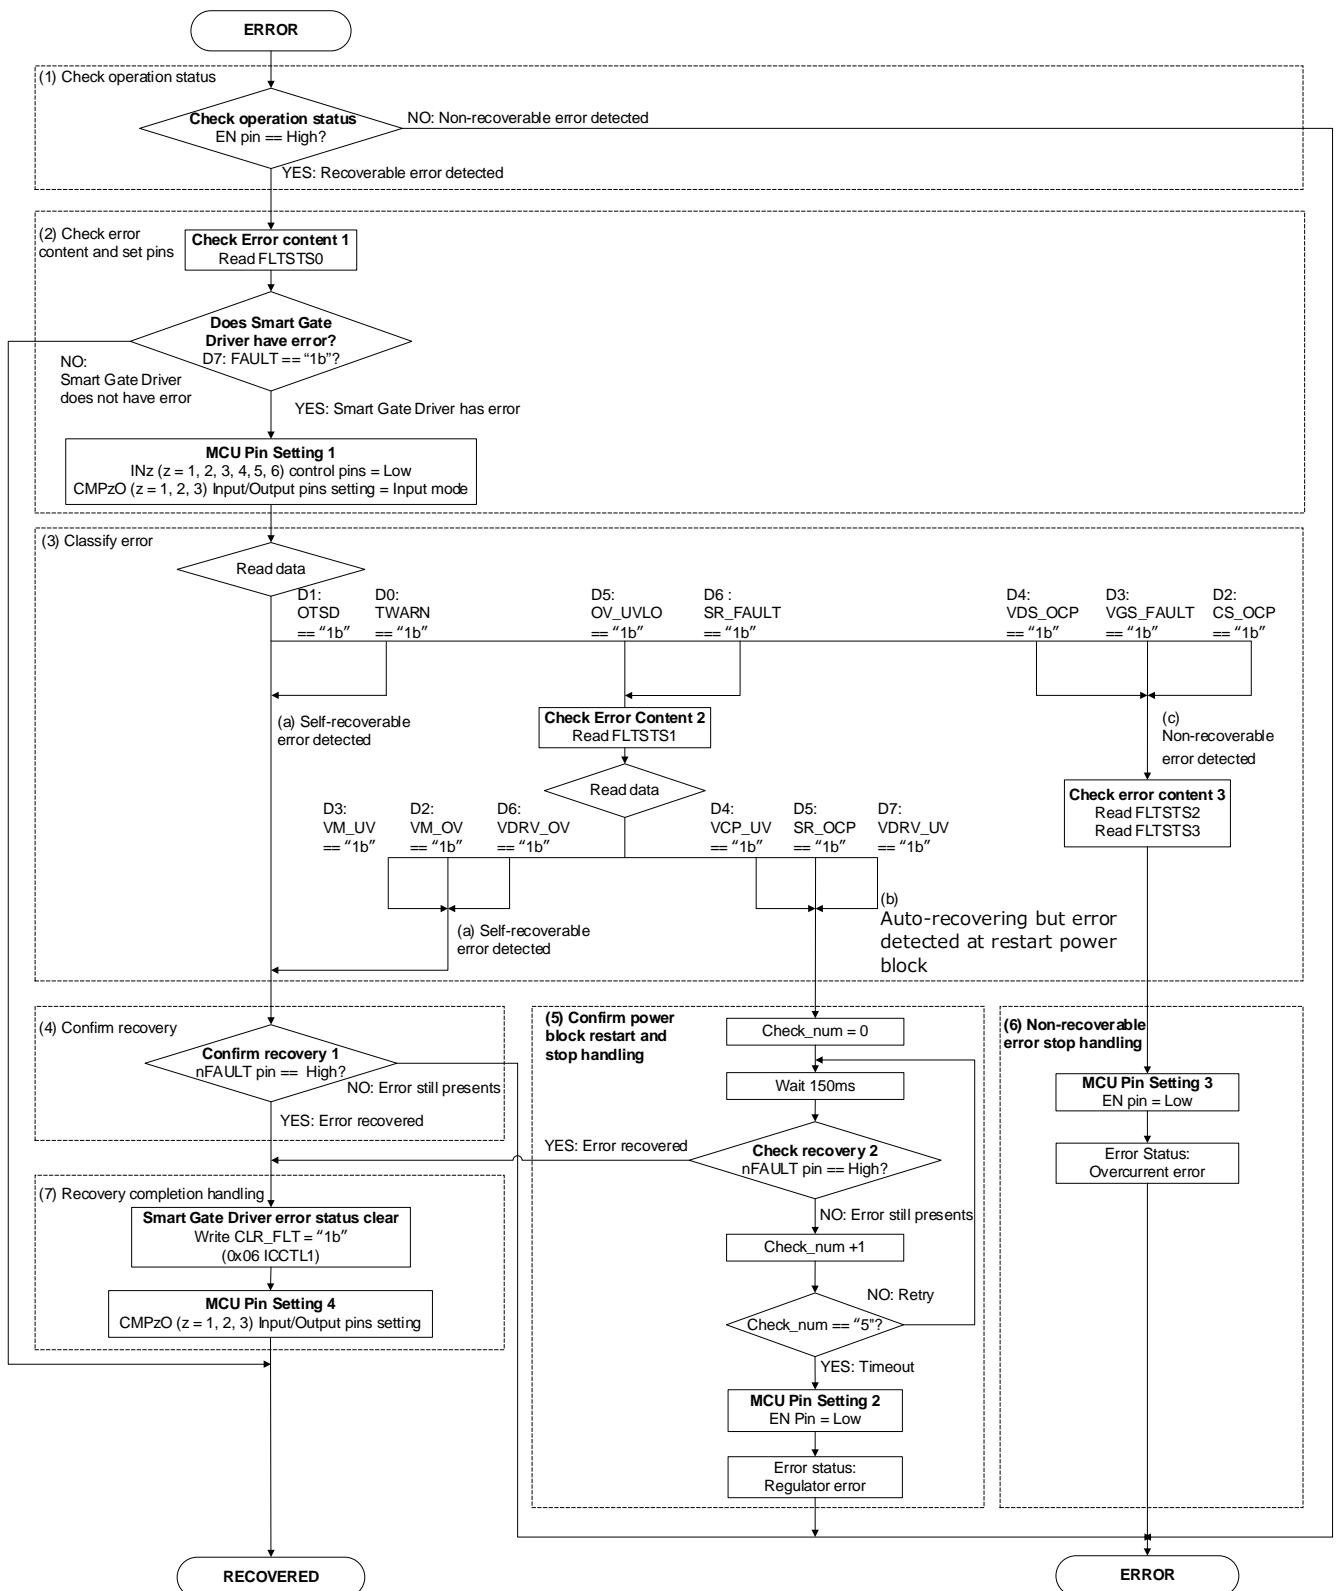 ERROR
(1) Check operation status
Check operation status
EN pin == High?
NO: Non-recoverable error detected
YES: Recoverable error detected
(2) Check error
content and set pins
Check Error content 1
Read FLTSTS0
Does Smart Gate
Driver have error?
D7: FAULT == “1b”?
NO:
Smart Gate Driver
does not have error
YES: Smart Gate Driver has error
MCU Pin Setting 1
INz (z = 1, 2, 3, 4, 5, 6) control pins = Low
CMPzO (z = 1, 2, 3) Input/Output pins setting = Input mode
(3) Classify error
Read data
D1:
OTSD
== “1b”
D0:
TWARN
== “1b”
D5:
OV_UVLO
== “1b”
D6 :
SR_FAULT
== “1b”
D4:
VDS_OCP
== “1b”
D3:
VGS_FAULT
== “1b”
D2:
CS_OCP
== “1b”
(a) Self-recoverable
error detected
Check Error Content 2
Read FLTSTS1
(c)
Non-recoverable
error detected
Read data
Check error content 3
Read FLTSTS2
Read FLTSTS3
D3:
VM_UV
== “1b”
D2:
VM_OV
== “1b”
D6:
VDRV_OV
== “1b”
D4:
VCP_UV
== “1b”
D5:
SR_OCP
== “1b”
D7:
VDRV_UV
== “1b”
(a) Self-recoverable
error detected
(b)
Auto-recovering but error
detected at restart power
block
(4) Confirm recovery
Confirm recovery 1
nFAULT pin == High?
NO: Error still presents
YES: Error recovered
(5) Confirm power
block restart and
stop handling
Check_num = 0
Wait 150ms
Check recovery 2
nFAULT pin == High?
YES: Error recovered
NO: Error still presents
Check_num +1
NO: Retry
Check_num == “5”?
YES: Timeout
MCU Pin Setting 2
EN Pin = Low
Error status:
Regulator error
(6) Non-recoverable
error stop handling
MCU Pin Setting 3
EN pin = Low
Error Status:
Overcurrent error
(7) Recovery completion handling
Smart Gate Driver error status clear
Write CLR_FLT = “1b”
(0x06 ICCTL1)
MCU Pin Setting 4
CMPzO (z = 1, 2, 3) Input/Output pins setting
RECOVERED
ERROR